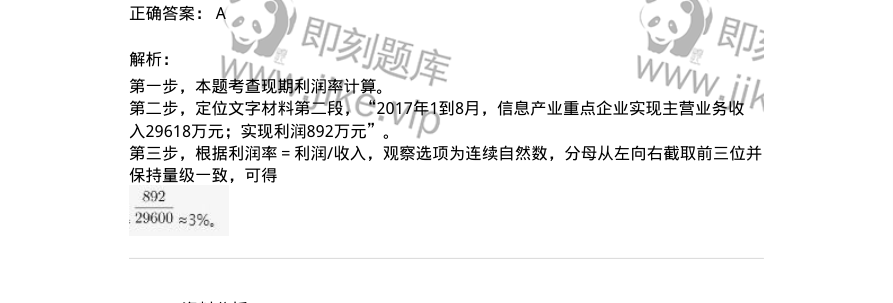 正确答案： A
解析：
第一步，本题考查现期利润率计算。
第二步，定位文字材料第二段，“2017年1到8月，信息产业重点企业实现主营业务收
入29618万元；实现利润892万元”。
第三步，根据利润率 = 利润/收入，观察选项为连续自然数，分母从左向右截取前三位并
保持量级一致，可得
892
29600 ≈3%。
即刻题库
www.jike.vip
即
www.jik